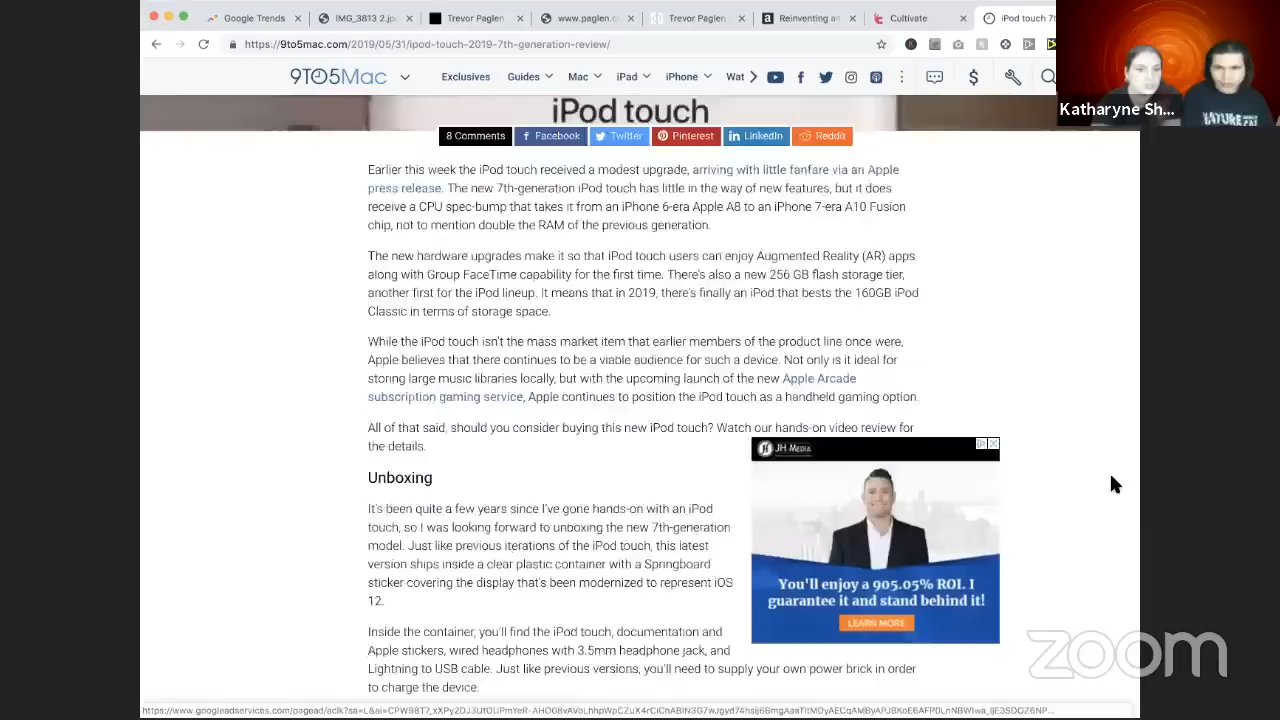 Google Trends
IMG_3813 2.jp
Trevor Paglen
www.paglen.c
Trevor Paglen
Reinventing a
Cultivate
iPod touch 7t
https://9to5mac.com/2019/05/31/ipod-touch-2019-7th-generation-review/
9TO5Mac
Exclusives
Guides
Mac
iPad
iPhone
Wat
Katharyne Sh...
iPod touch
8 Comments
Facebook
Twitter
Pinterest
LinkedIn
Reddit
Earlier this week the iPod touch received a modest upgrade, arriving with little fanfare via an Apple
press release. The new 7th-generation iPod touch has little in the way of new features, but it does
receive a CPU spec-bump that takes it from an iPhone 6-era Apple A8 to an iPhone 7-era A10 Fusion
chip, not to mention double the RAM of the previous generation.
The new hardware upgrades make it so that iPod touch users can enjoy Augmented Reality (AR) apps
along with Group FaceTime capability for the first time. There's also a new 256 GB flash storage tier,
another first for the iPod lineup. It means that in 2019, there's finally an iPod that bests the 160GB iPod
Classic in terms of storage space.
While the iPod touch isn't the mass market item that earlier members of the product line once were,
Apple believes that there continues to be a viable audience for such a device. Not only is it ideal for
storing large music libraries locally, but with the upcoming launch of the new Apple Arcade
subscription gaming service, Apple continues to position the iPod touch as a handheld gaming option.
All of that said, should you consider buying this new iPod touch? Watch our hands-on video review for
the details.
Unboxing
It's been quite a few years since I've gone hands-on with an iPod
touch, so I was looking forward to unboxing the new 7th-generation
model. Just like previous iterations of the iPod touch, this latest
version ships inside a clear plastic container with a Springboard
sticker covering the display that's been modernized to represent iOS
12.
Inside the container, you'll find the iPod touch, documentation and
Apple stickers, wired headphones with 3.5mm headphone jack, and
Lightning to USB cable. Just like previous versions, you'll need to supply your own power brick in order
to charge the device.
JH MEDIA
You'll enjoy a 905.05% ROI. I
guarantee it and stand behind it!
LEARN MORE
zoom